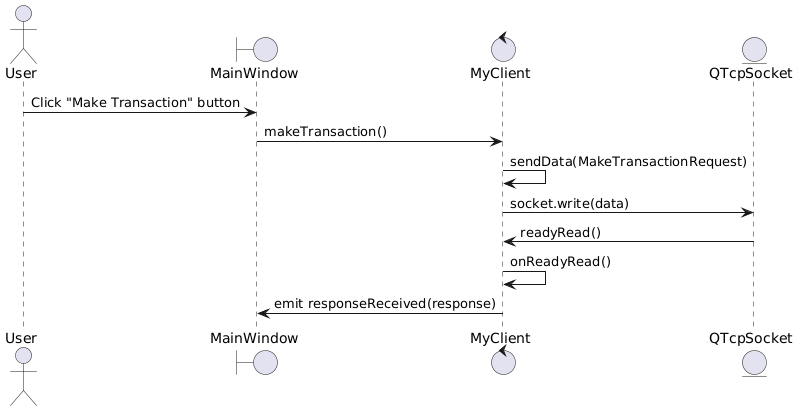 User
MainWindow
MyClient
QTcpSocket
Click "Make Transaction" button
makeTransaction()
sendData(MakeTransactionRequest)
socket.write(data)
readyRead()
onReadyRead()
emit responseReceived(response)
User
MainWindow
MyClient
QTcpSocket